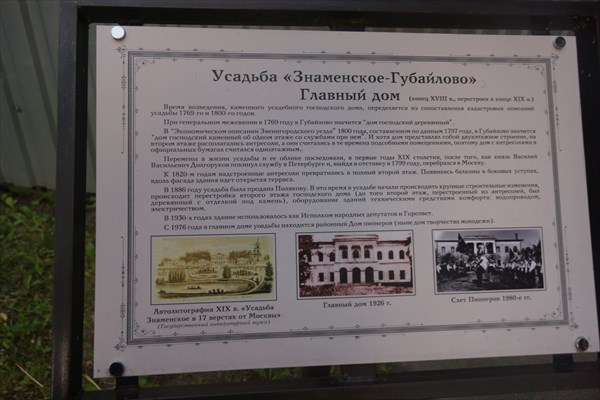 Усадьба «Знаменское-Губайлово»
Главный дом (конец XVIII в., перестроен в конце XIX в.)
Время возведения, каменного усадебного господского дома, определяется из сопоставления кадастровых описаний
усадьбы 1769-го и 1800-го годов.
При генеральном межевании в 1769 году в Губайлово значится "дом господский деревянный".
В "Экономическом описании Звенигородского уезда" 1800 года, составленном по данным 1797 года, в Губайлово значится
"дом господский каменный об одном этаже со службами при нем". И хотя дом представлял собой двухэтажное строение, на
втором этаже располагались антресоли, а они считались в те времена подсобными помещениями, поэтому дом с антресолями в
официальных бумагах считался одноэтажным.
Перемены в жизни усадьбы и ее облике последовали, в первые годы XIX столетия, после того, как князь Василий
Васильевич Долгоруков покинул службу в Петербурге и, выйдя в отставку в 1799 году, перебрался в Москву.
К 1820-м годам надстроенные антресоли превратились в полный второй этаж. Появились балконы в боковых уступах,
вдоль фасада здания идет открытая терраса.
В 1886 году усадьба была продана Полякову. В это время в усадьбе начали происходить крупные строительные изменения,
происходит перестройка второго этажа господского дома (до того второй этаж, перестроенный из антресолей, был
деревянный с отделкой под камень), оборудование зданий техническими средствами комфорта: водопроводом,
электричеством.
В 1930-х годах здание использовалось как Исполком народных депутатов и Горсовет.
С 1976 года в главном доме усадьбы находится районный Дом пионеров (ныне дом творчества молодежи).
Автолитография XIX в. «Усадьба
Знаменское в 17 верстах от Москвы»
(Государственный литературный музей)
Главный дом 1926 г.
Слет Пионеров 1980-е гг.